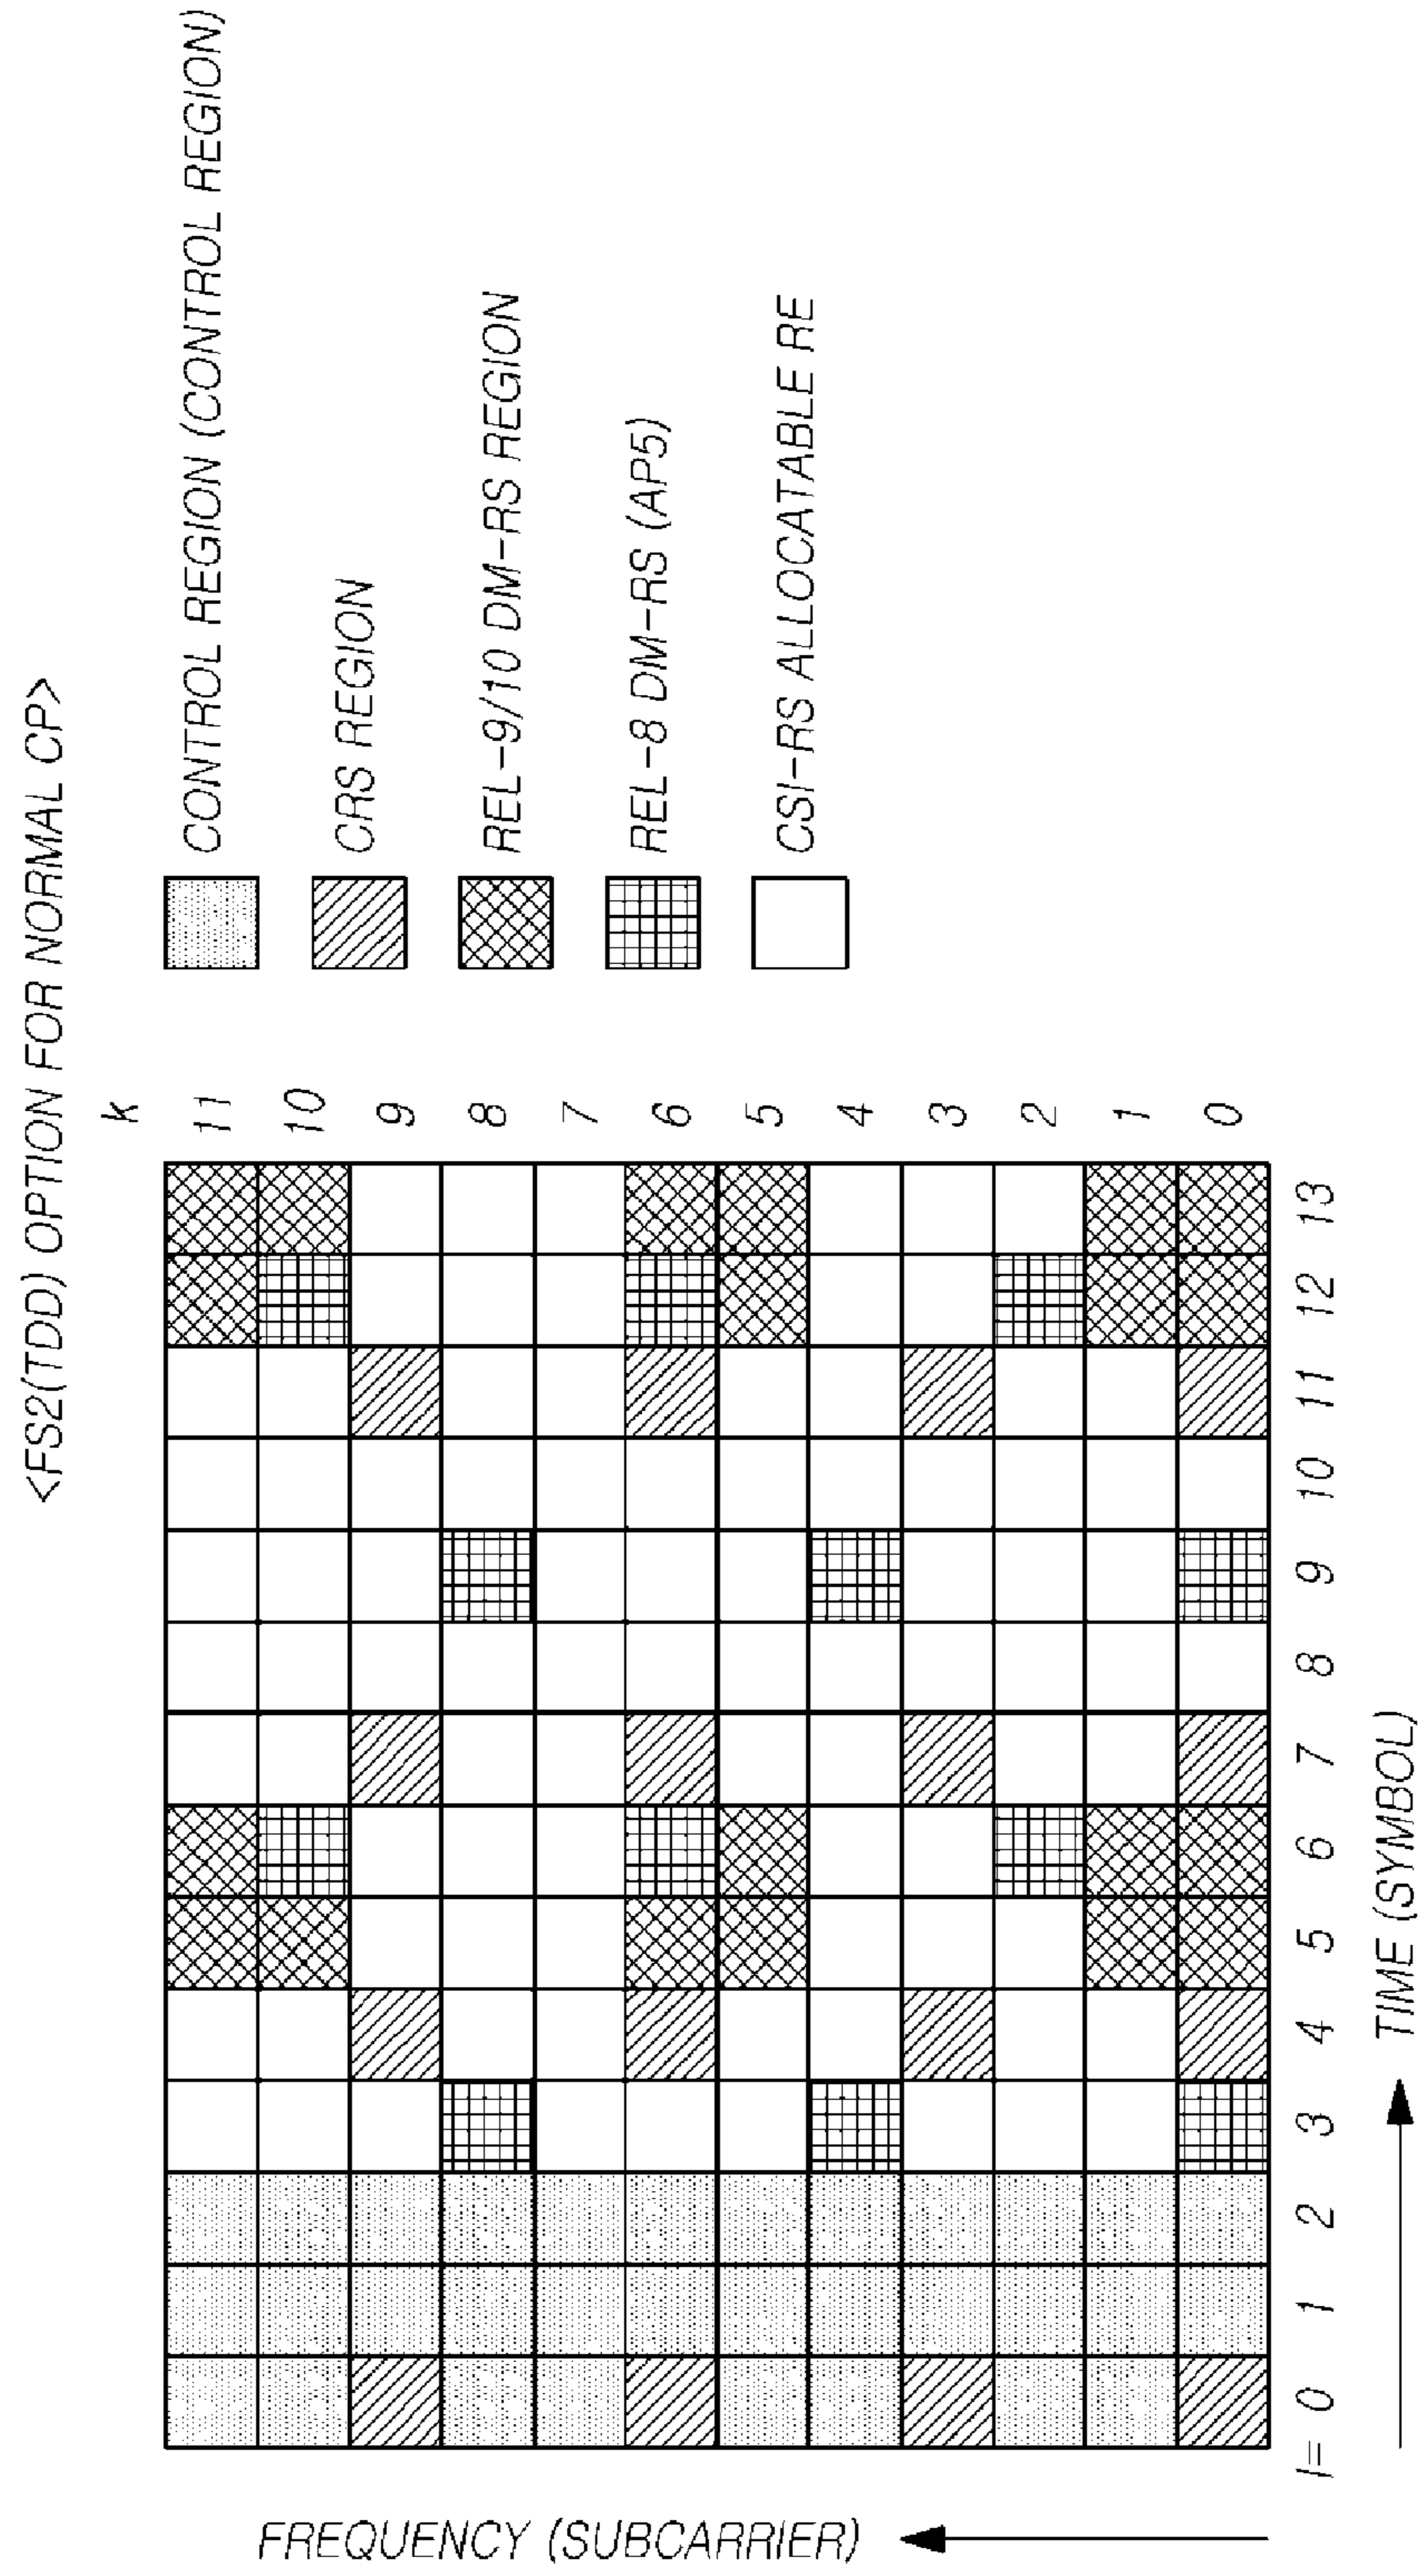 <FS2(TDD) OPTION FOR NORMAL CP>
FREQUENCY (SUBCARRIER)
k
11
10
9
8
7
6
5
4
3
2
1
0
l= 0 1 2 3 4 5 6 7 8 9 10 11 12 13
TIME (SYMBOL)
CONTROL REGION (CONTROL REGION)
CRS REGION
REL-9/10 DM-RS REGION
REL-8 DM-RS (AP5)
CSI-RS ALLOCATABLE RE